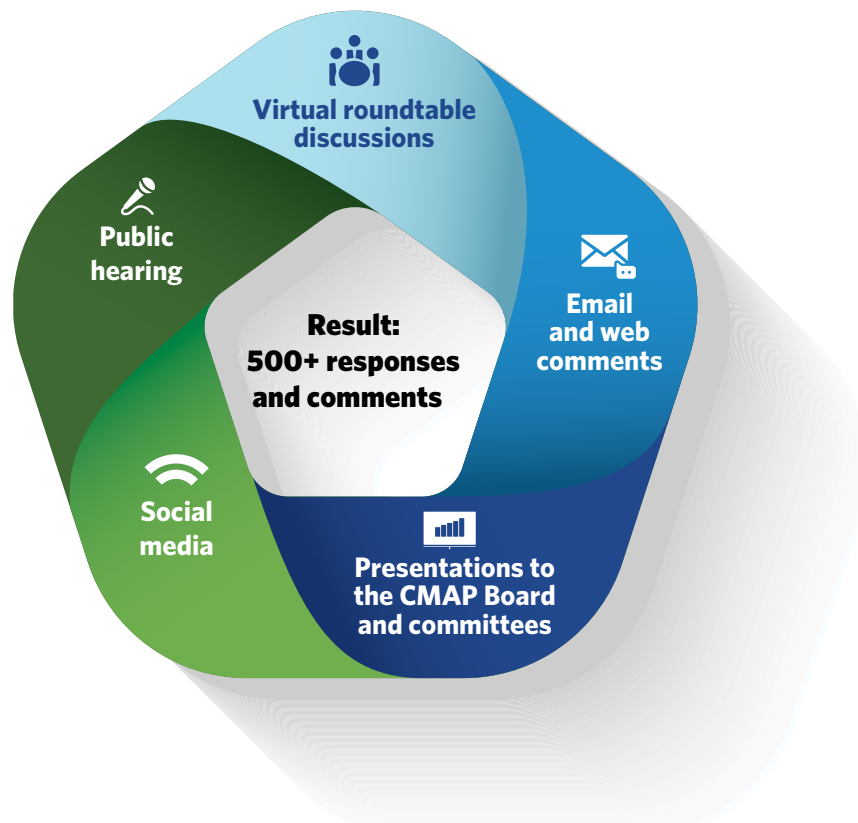 Virtual roundtable
discussions
Email
and web
comments
Presentations to
the CMAP Board
and committees
Social
media
Public
hearing
Result:
500+ responses
and comments